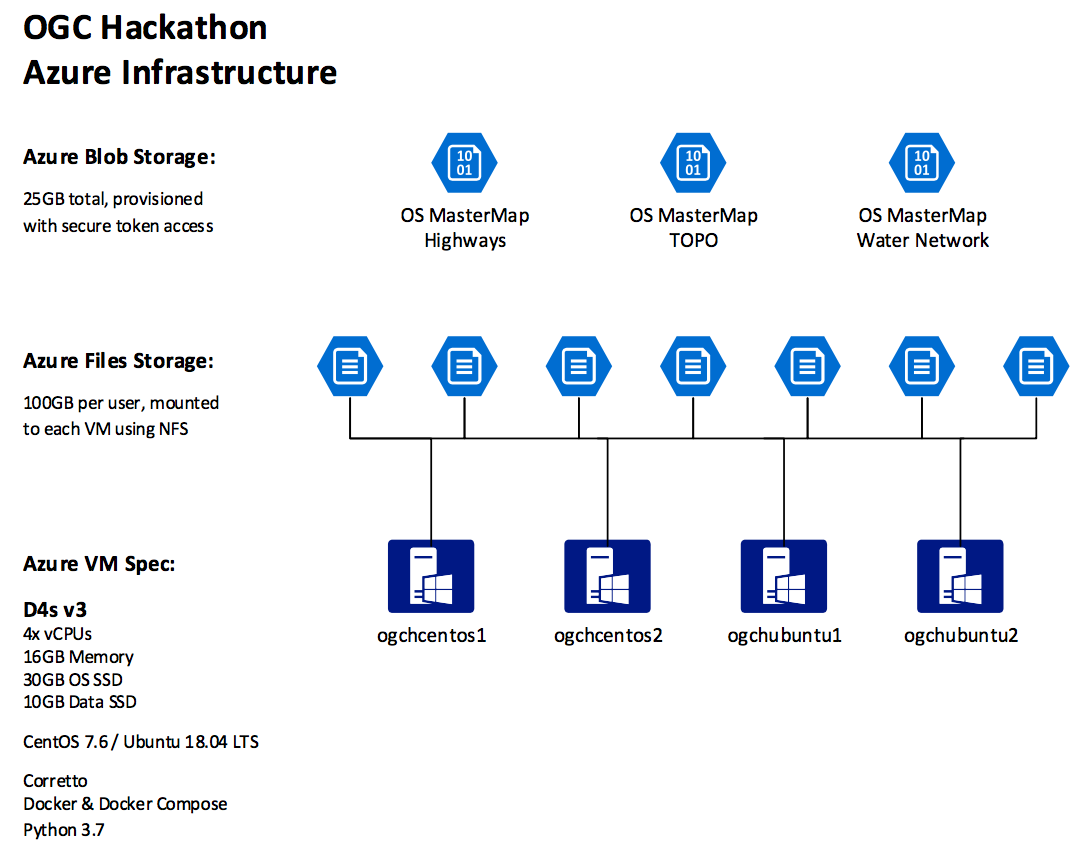 OGC Hackathon
Azure Infrastructure
Azure Blob Storage:
25GB total, provisioned
with secure token access
10
01
OS MasterMap
Highways
10
01
OS MasterMap
TOPO
10
01
OS MasterMap
Water Network
Azure Files Storage:
100GB per user, mounted
to each VM using NFS
Azure VM Spec:
D4s v3
4x vCPUs
16GB Memory
30GB OS SSD
10GB Data SSD
CentOS 7.6 / Ubuntu 18.04 LTS
Corretto
Docker & Docker Compose
Python 3.7
ogchcentos1
ogchcentos2
ogchubuntu1
ogchubuntu2